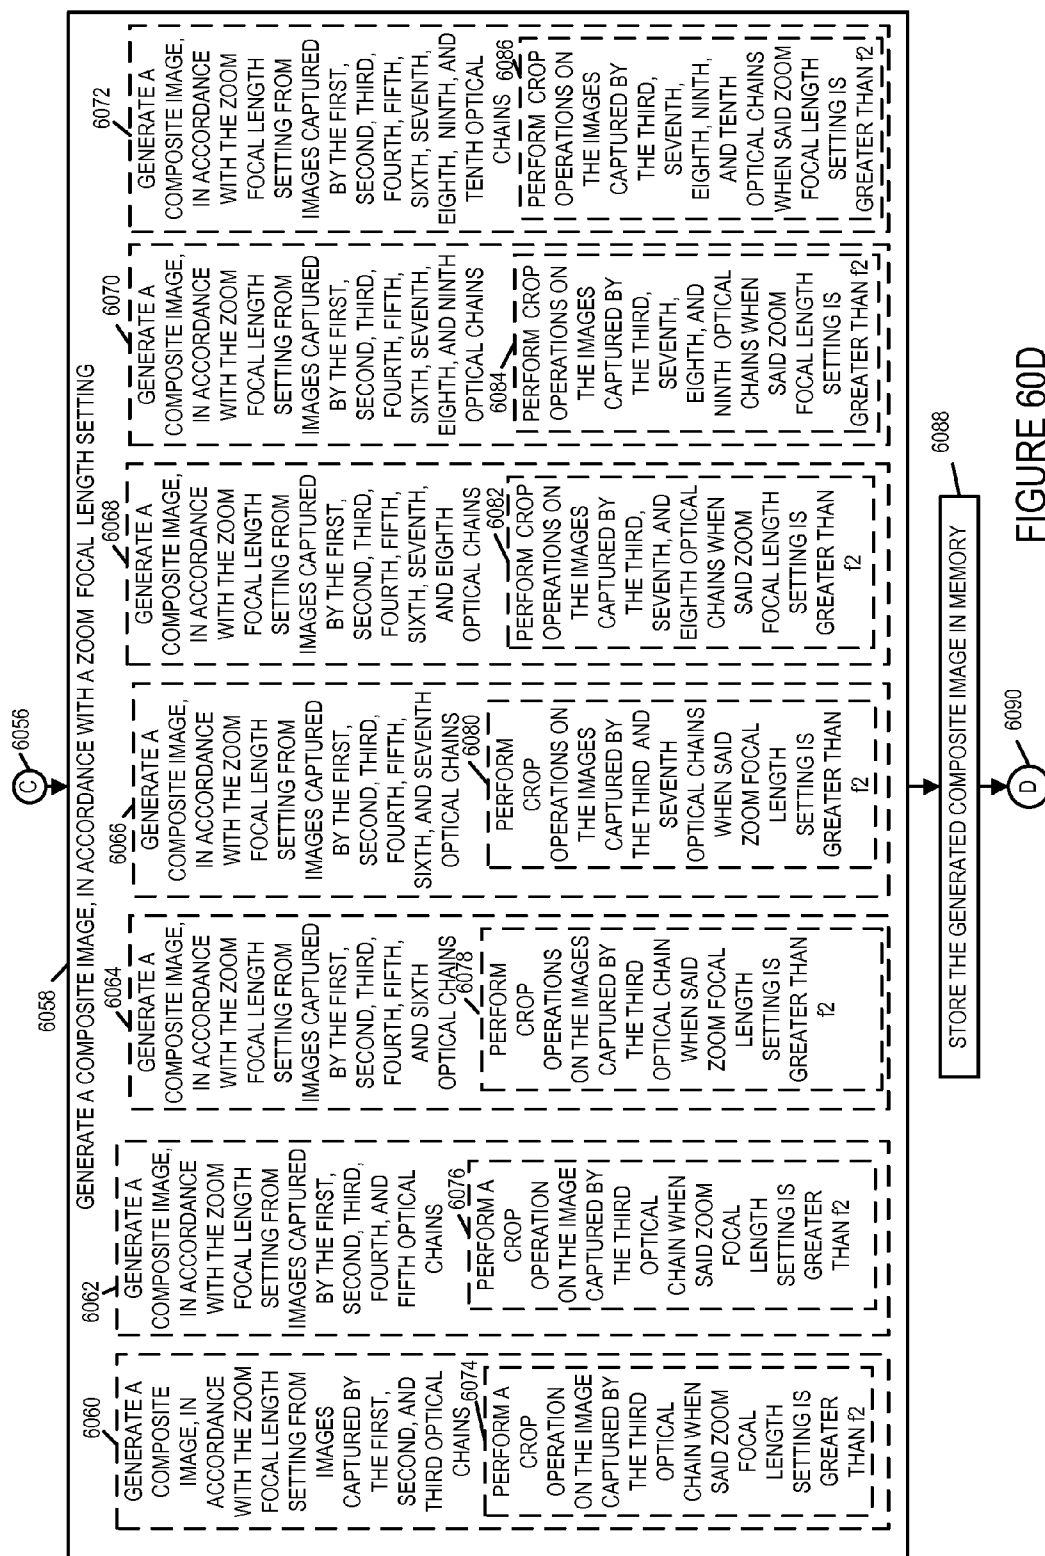 C
6056
6058
GENERATE A COMPOSITE IMAGE, IN ACCORDANCE WITH A ZOOM FOCAL LENGTH SETTING
6060
GENERATE A
COMPOSITE
IMAGE, IN
ACCORDANCE
WITH THE ZOOM
FOCAL LENGTH
SETTING FROM
IMAGES
CAPTURED BY
THE FIRST,
SECOND, AND
THIRD OPTICAL
CHAINS
6074
PERFORM A
CROP
OPERATION
ON THE IMAGE
CAPTURED BY
THE THIRD
OPTICAL
CHAIN WHEN
SAID ZOOM
FOCAL
LENGTH
SETTING IS
GREATER
THAN f2
6062
GENERATE A
COMPOSITE
IMAGE,
IN ACCORDANCE
WITH THE ZOOM
FOCAL LENGTH
SETTING FROM
IMAGES CAPTURED
BY THE FIRST,
SECOND, THIRD,
FOURTH, AND
FIFTH OPTICAL
CHAINS
6076
PERFORM A
CROP
OPERATION
ON THE IMAGE
CAPTURED BY
THE THIRD
OPTICAL
CHAIN WHEN
SAID ZOOM
FOCAL
LENGTH
SETTING IS
GREATER
THAN f2
6064
GENERATE A
COMPOSITE IMAGE,
IN ACCORDANCE
WITH THE ZOOM
FOCAL LENGTH
SETTING FROM
IMAGES CAPTURED
BY THE FIRST,
SECOND, THIRD,
FOURTH, FIFTH,
AND SIXTH
OPTICAL CHAINS
6078
PERFORM
CROP
OPERATIONS
ON THE IMAGES
CAPTURED BY
THE THIRD
OPTICAL CHAIN
WHEN SAID
ZOOM FOCAL
LENGTH
SETTING IS
GREATER THAN
f2
6066
GENERATE A
COMPOSITE IMAGE,
IN ACCORDANCE
WITH THE ZOOM
FOCAL LENGTH
SETTING FROM
IMAGES CAPTURED
BY THE FIRST,
SECOND, THIRD,
FOURTH, FIFTH,
SIXTH, AND SEVENTH
OPTICAL CHAINS
6080
PERFORM
CROP
OPERATIONS ON
THE IMAGES
CAPTURED BY
THE THIRD AND
SEVENTH
OPTICAL CHAINS
WHEN SAID
ZOOM FOCAL
LENGTH
SETTING IS
GREATER THAN
f2
6068
GENERATE A
COMPOSITE IMAGE,
IN ACCORDANCE
WITH THE ZOOM
FOCAL LENGTH
SETTING FROM
IMAGES CAPTURED
BY THE FIRST,
SECOND, THIRD,
FOURTH, FIFTH,
SIXTH, SEVENTH,
AND EIGHTH
OPTICAL CHAINS
6082
PERFORM CROP
OPERATIONS ON
THE IMAGES
CAPTURED BY
THE THIRD,
SEVENTH, AND
EIGHTH OPTICAL
CHAINS WHEN
SAID ZOOM
FOCAL LENGTH
SETTING IS
GREATER THAN
f2
6070
GENERATE A
COMPOSITE IMAGE,
IN ACCORDANCE
WITH THE ZOOM
FOCAL LENGTH
SETTING FROM
IMAGES CAPTURED
BY THE FIRST,
SECOND, THIRD,
FOURTH, FIFTH,
SIXTH, SEVENTH,
EIGHTH, AND NINTH
OPTICAL CHAINS
6084
PERFORM CROP
OPERATIONS ON
THE IMAGES
CAPTURED BY
THE THIRD,
SEVENTH,
EIGHTH, AND
NINTH OPTICAL
CHAINS WHEN
SAID ZOOM
FOCAL LENGTH
SETTING IS
GREATER THAN f2
6072
GENERATE A
COMPOSITE IMAGE,
IN ACCORDANCE
WITH THE ZOOM
FOCAL LENGTH
SETTING FROM
IMAGES CAPTURED
BY THE FIRST,
SECOND, THIRD,
FOURTH, FIFTH,
SIXTH, SEVENTH,
EIGHTH, NINTH, AND
TENTH OPTICAL
CHAINS
6086
PERFORM CROP
OPERATIONS ON
THE IMAGES
CAPTURED BY
THE THIRD,
SEVENTH,
EIGHTH, NINTH,
AND TENTH
OPTICAL CHAINS
WHEN SAID ZOOM
FOCAL LENGTH
SETTING IS
GREATER THAN f2
6088
STORE THE GENERATED COMPOSITE IMAGE IN MEMORY
D
6090
FIGURE 60D